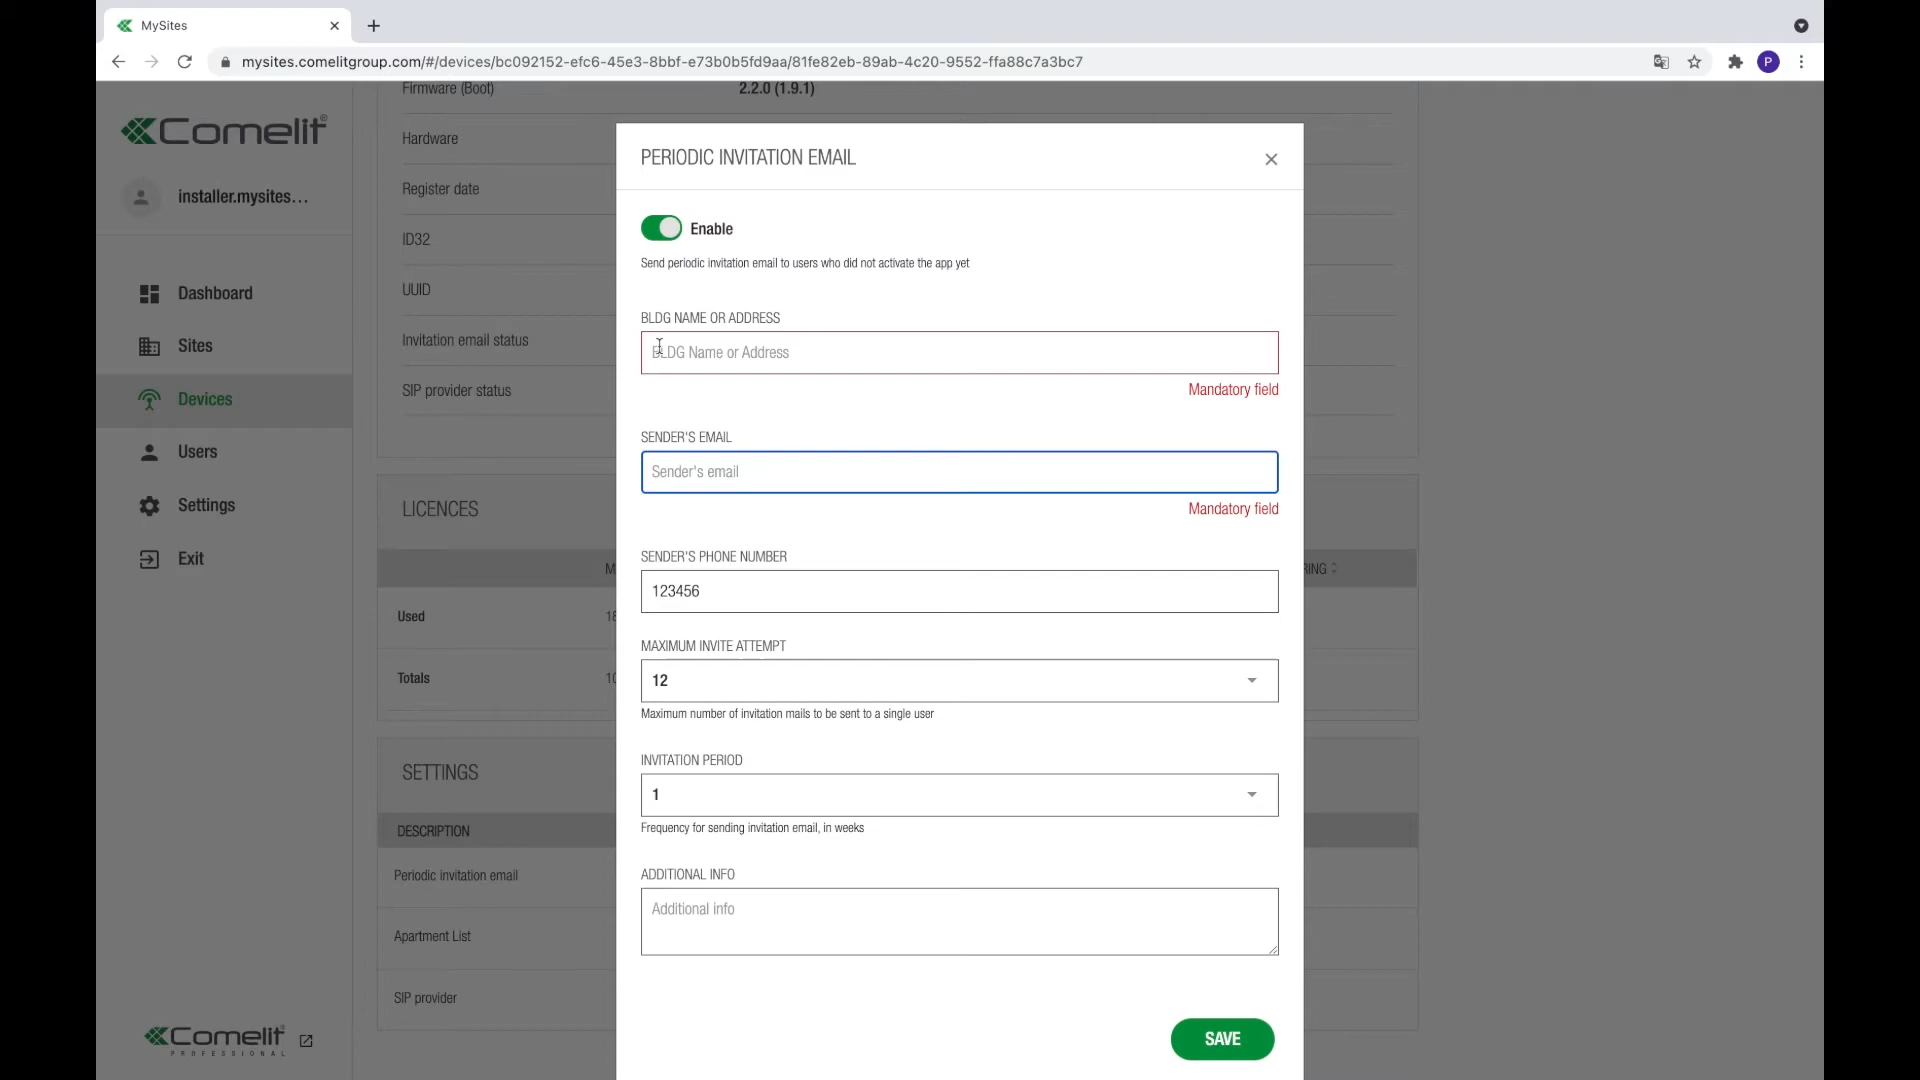 MySites
mysites.comelitgroup.com/#/devices/bc092152-efc6-45e3-8bbf-e73b0b5fd9aa/81fe82eb-89ab-4c20-9552-ffa88c7a3bc7
P
Comelit®
installer.mysites...
Dashboard
Sites
Devices
Users
Settings
Exit
Comelit
PROFESSIONAL
Firmware (Boot) 2.2.0 (1.9.1)
Hardware
Register date
ID32
UUID
Invitation email status
SIP provider status
LICENCES
Used
Totals
SETTINGS
DESCRIPTION
Periodic invitation email
Apartment List
SIP provider
PERIODIC INVITATION EMAIL
Enable
Send periodic invitation email to users who did not activate the app yet
BLDG NAME OR ADDRESS
BLDG Name or Address
Mandatory field
SENDER'S EMAIL
Sender's email
Mandatory field
SENDER'S PHONE NUMBER
123456
MAXIMUM INVITE ATTEMPT
12
Maximum number of invitation mails to be sent to a single user
INVITATION PERIOD
1
Frequency for sending invitation email, in weeks
ADDITIONAL INFO
Additional info
SAVE